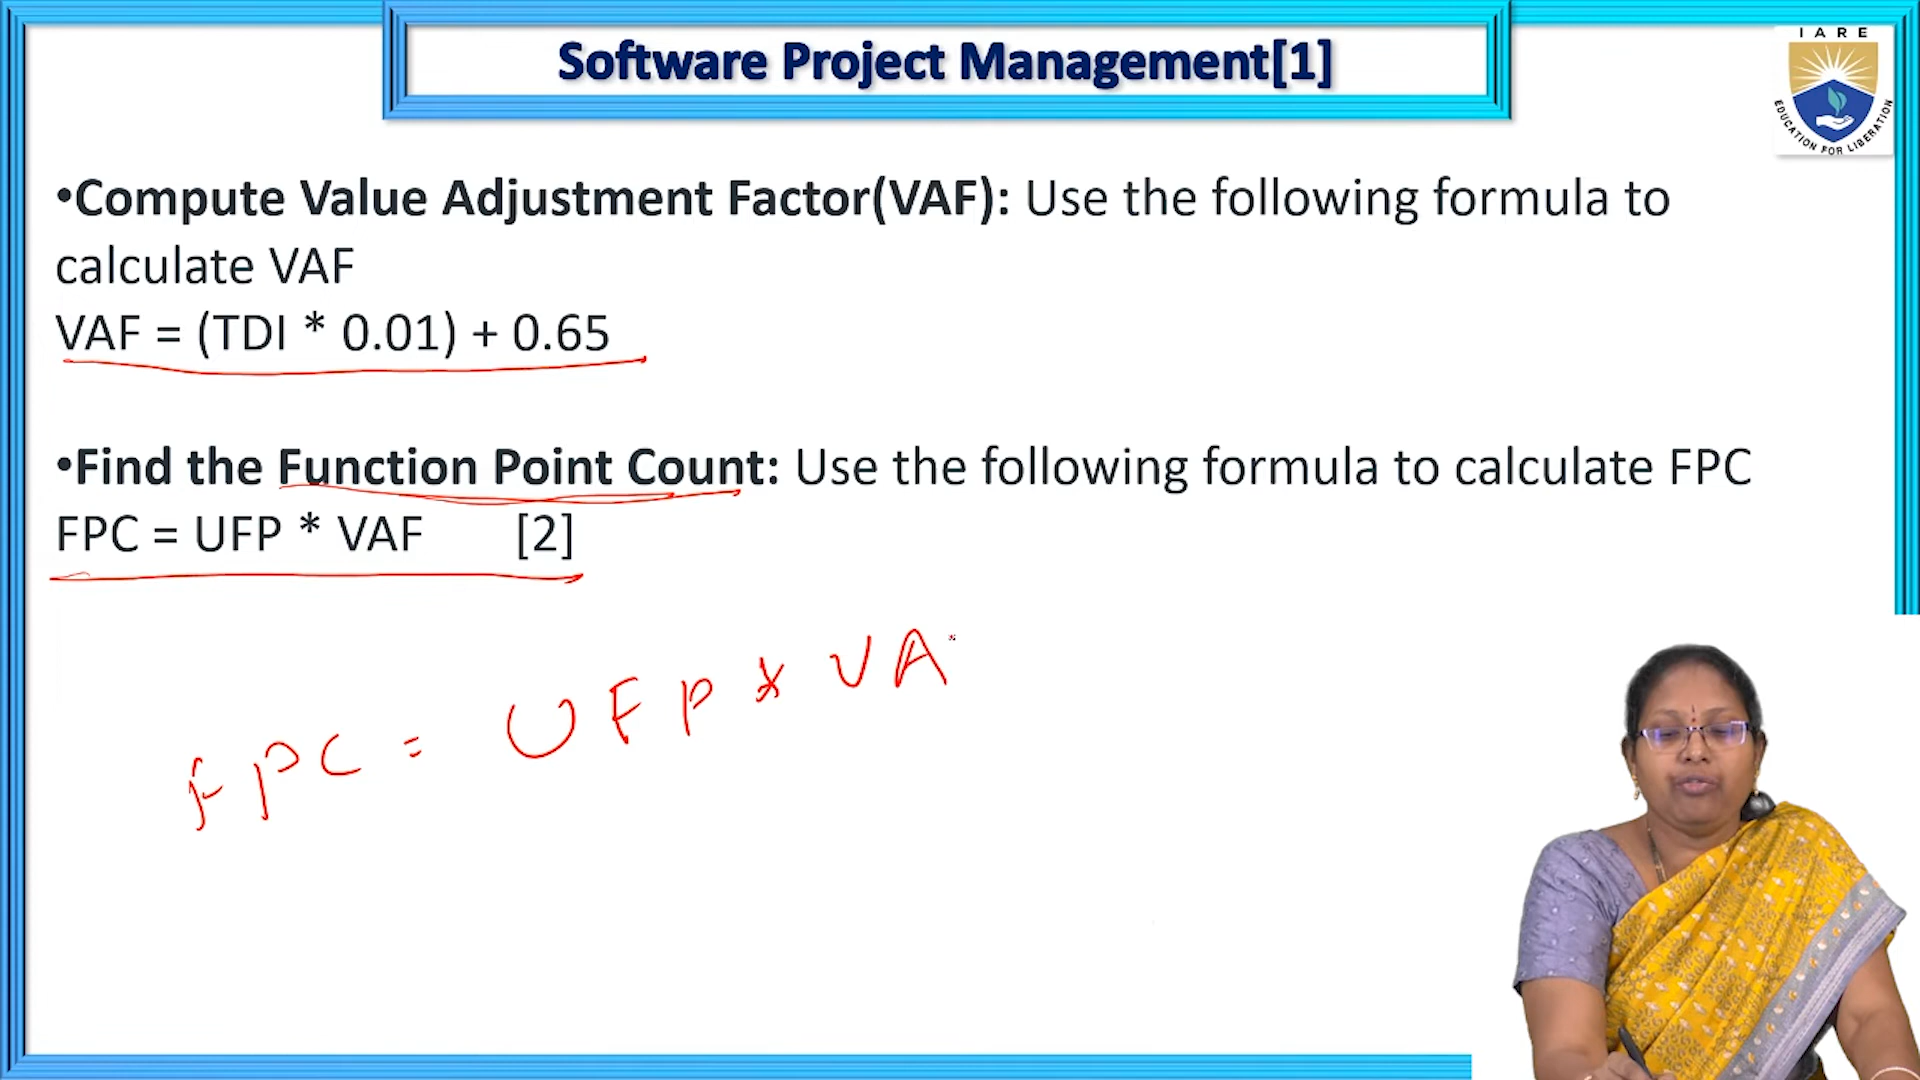 Software Project Management[1]
I A R E
EDUCATION FOR LIBERATION
•Compute Value Adjustment Factor(VAF): Use the following formula to
calculate VAF
VAF = (TDI * 0.01) + 0.65
•Find the Function Point Count: Use the following formula to calculate FPC
FPC = UFP * VAF [2]
FPC = UFP * VA